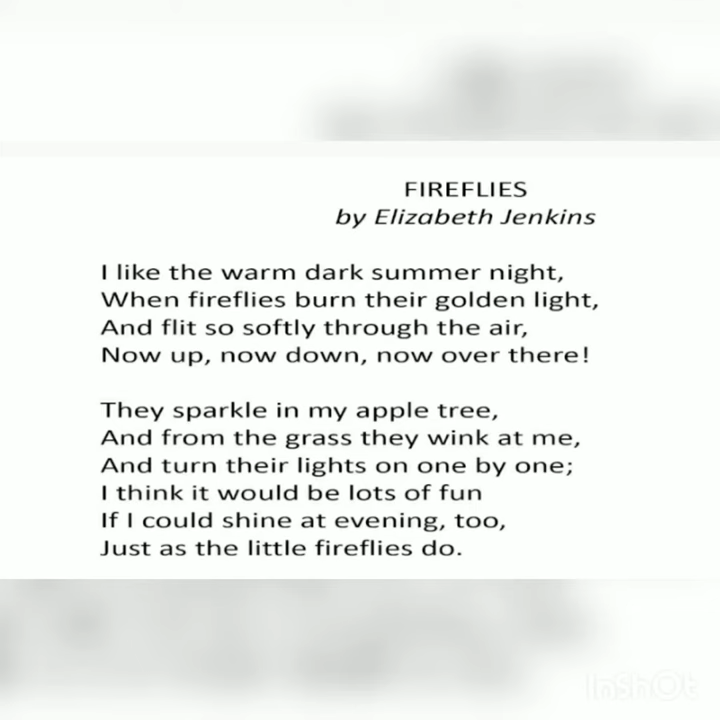 FIREFLIES
by Elizabeth Jenkins
I like the warm dark summer night,
When fireflies burn their golden light,
And flit so softly through the air,
Now up, now down, now over there!
They sparkle in my apple tree,
And from the grass they wink at me,
And turn their lights on one by one;
I think it would be lots of fun
If I could shine at evening, too,
Just as the little fireflies do.
InShOt